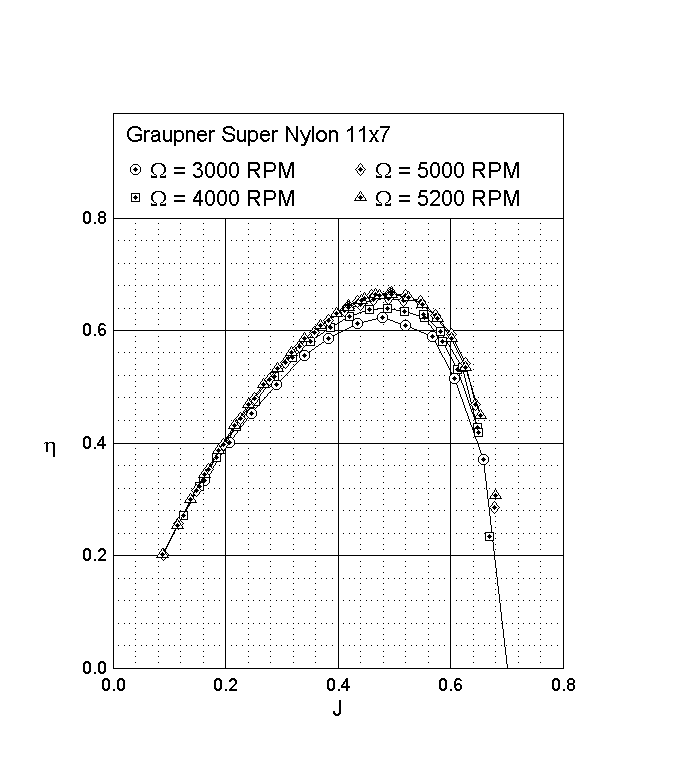 Graupner Super Nylon 11x7
Ω = 3000 RPM Ω = 5000 RPM
Ω = 4000 RPM Ω = 5200 RPM
0.8
0.6
η
0.4
0.2
0.0
0.0 0.2 0.4 0.6 0.8
J